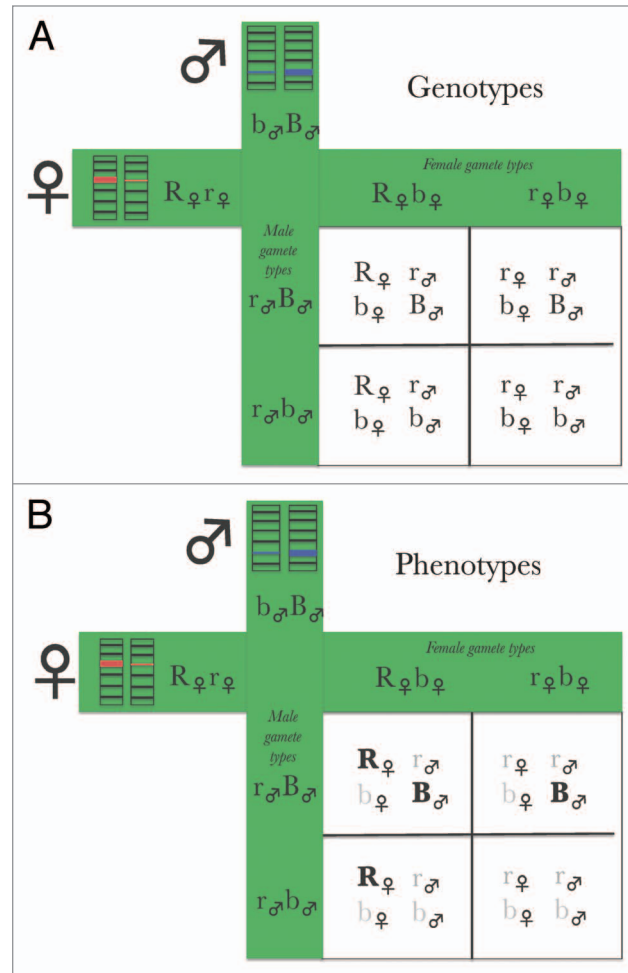 A
♂
Genotypes
b♂B♂
♀
R♀r♀
Female gamete types
R♀b♀
r♀b♀
Male
gamete
types
r♂B♂
R♀ r♂
b♀ B♂
r♀ r♂
b♀ B♂
r♂b♂
R♀ r♂
b♀ b♂
r♀ r♂
b♀ b♂
B
♂
Phenotypes
b♂B♂
♀
R♀r♀
Female gamete types
R♀b♀
r♀b♀
Male
gamete
types
r♂B♂
R♀ r♂
b♀ B♂
r♀ r♂
b♀ B♂
r♂b♂
R♀ r♂
b♀ b♂
r♀ r♂
b♀ b♂